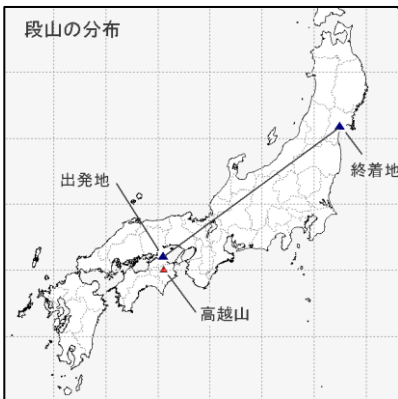 段山の分布
出発地
終着地
高越山